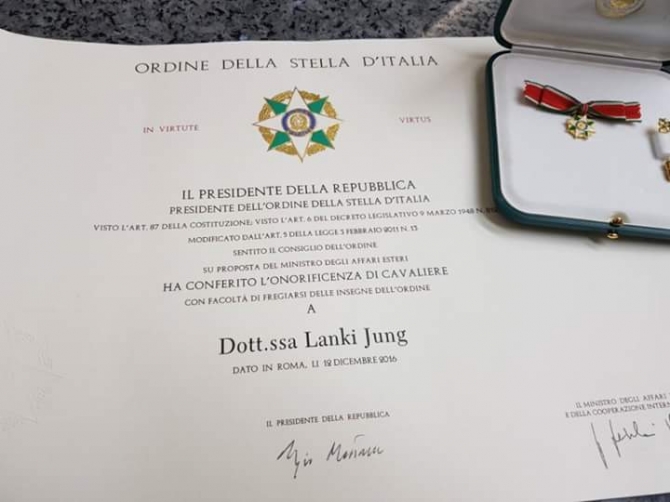 ORDINE DELLA STELLA D'ITALIA
IN VIRTUTE
VIRTUS
IL PRESIDENTE DELLA REPUBBLICA
PRESIDENTE DELL'ORDINE DELLA STELLA D'ITALIA
VISTO L'ART. 87 DELLA COSTITUZIONE; VISTO L'ART. 6 DEL DECRETO LEGISLATIVO 9 MARZO 1948 N.
MODIFICATO DALL'ART. 5 DELLA LEGGE 3 FEBBRAIO 2011 N. 13
SENTITO IL CONSIGLIO DELL'ORDINE
SU PROPOSTA DEL MINISTRO DEGLI AFFARI ESTERI
HA CONFERITO L'ONORIFICENZA DI CAVALIERE
CON FACOLTÀ DI FREGIARSI DELLE INSEGNE DELL'ORDINE
A
Dott.ssa Lanki Jung
DATO IN ROMA, LI 12 DICEMBRE 2016
IL PRESIDENTE DELLA REPUBBLICA
IL MINISTRO DEGLI AFFARI
E DELLA COOPERAZIONE INTER